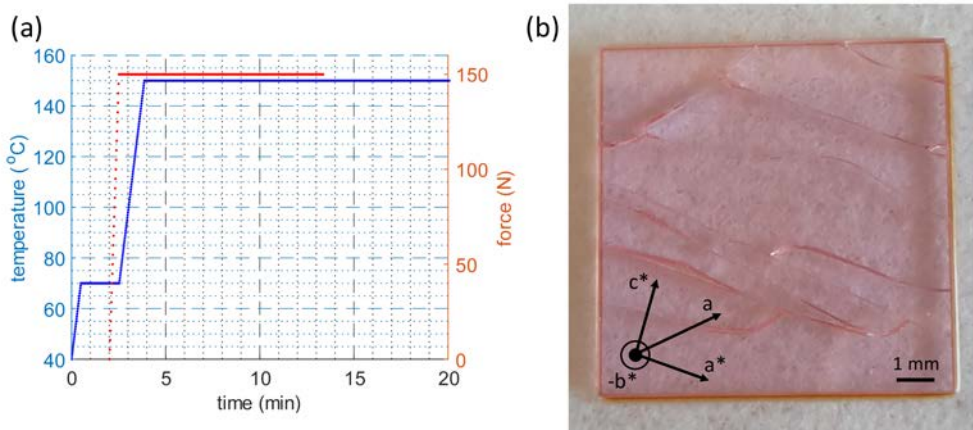 (a)
160
140
120
100
80
60
40
temperature (°C)
150
100
50
0
force (N)
0 5 10 15 20
time (min)
(b)
c*
a
a*
-b*
1 mm